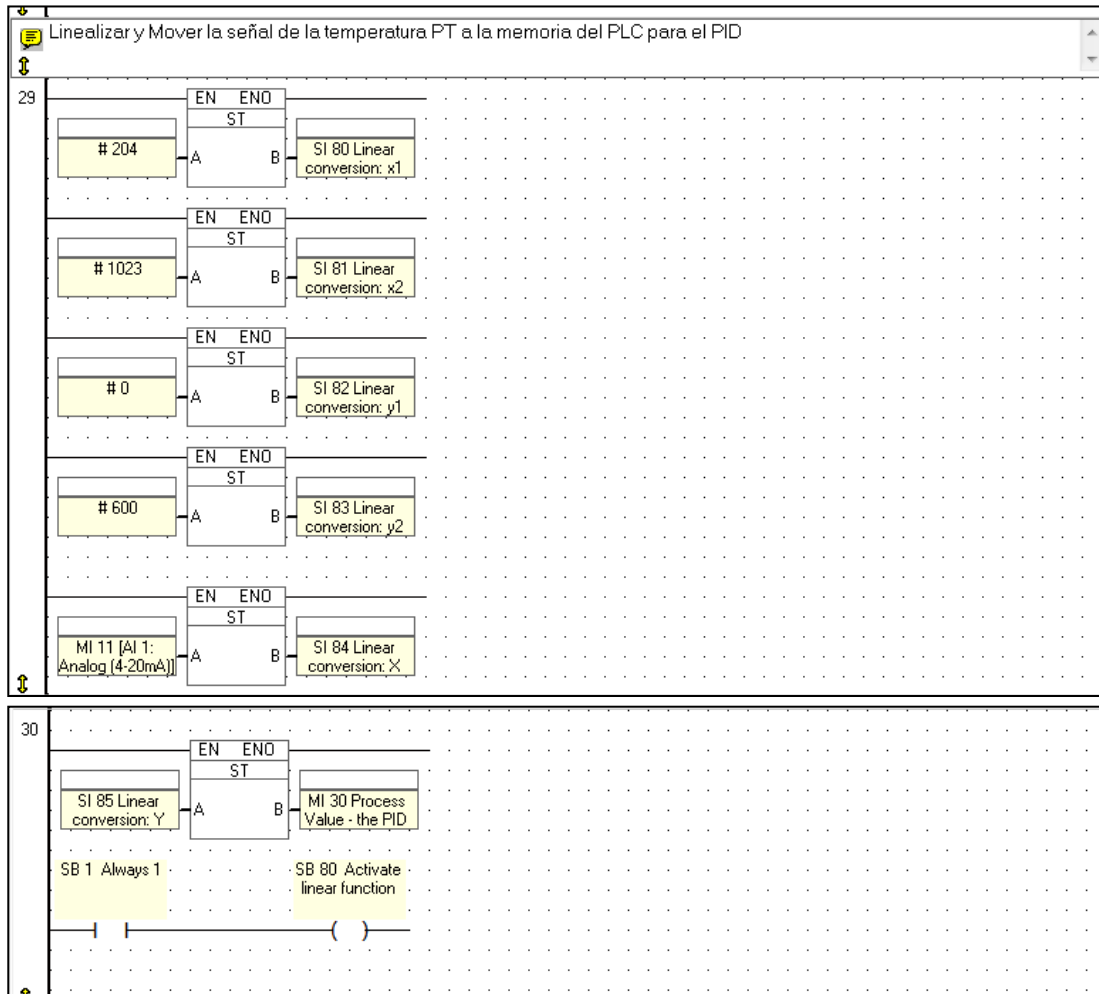 Linealizar y Mover la señal de la temperatura PT a la memoria del PLC para el PID
29
EN ENO
ST
# 204
A
B
SI 80 Linear
conversion: x1
EN ENO
ST
# 1023
A
B
SI 81 Linear
conversion: x2
EN ENO
ST
# 0
A
B
SI 82 Linear
conversion: y1
EN ENO
ST
# 600
A
B
SI 83 Linear
conversion: y2
EN ENO
ST
MI 11 [AI 1:
Analog (4-20mA)]
A
B
SI 84 Linear
conversion: X
30
EN ENO
ST
SI 85 Linear
conversion: Y
A
B
MI 30 Process
Value - the PID
SB 1 Always 1
SB 80 Activate
linear function